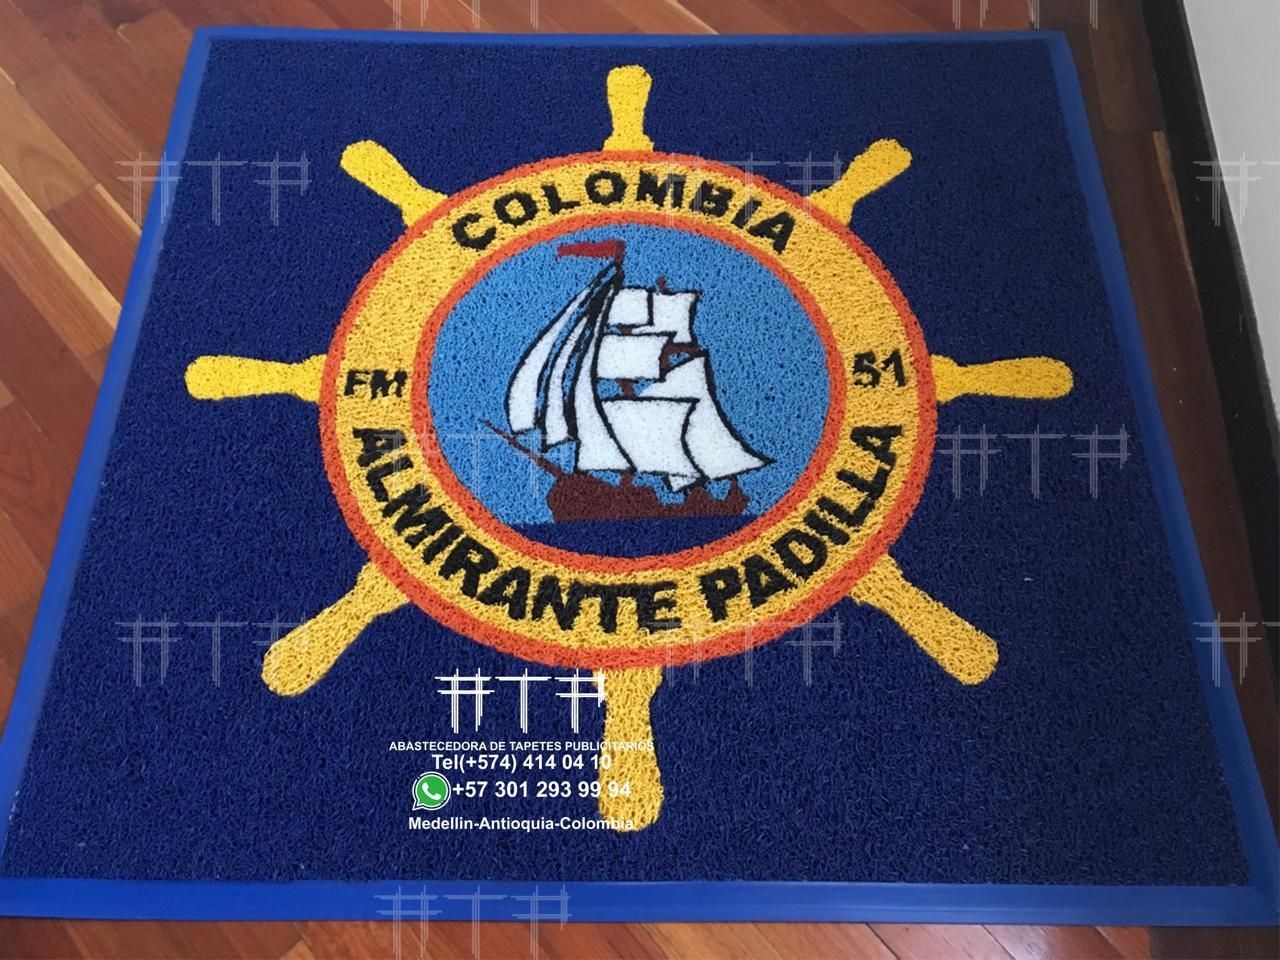 COLOMBIA
FM 51
ALMIRANTE PADILLA
ATP
ABASTECEDORA DE TAPETES PUBLICITARIOS
Tel(+574) 414 04 10
+57 301 293 99 94
Medellin-Antioquia-Colombia